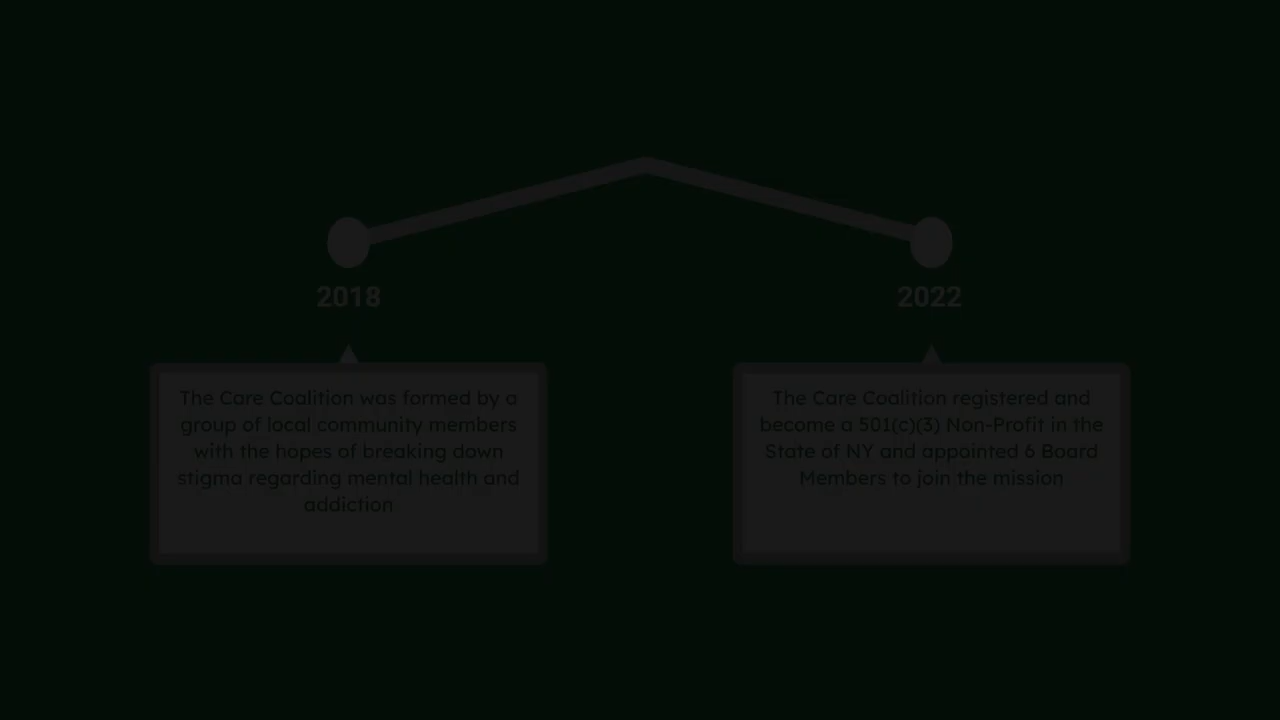 2018
The Care Coalition was formed by a
group of local community members
with the hopes of breaking down
stigma regarding mental health and
addiction
2022
The Care Coalition registered and
become a 501(c)(3) Non-Profit in the
State of NY and appointed 6 Board
Members to join the mission